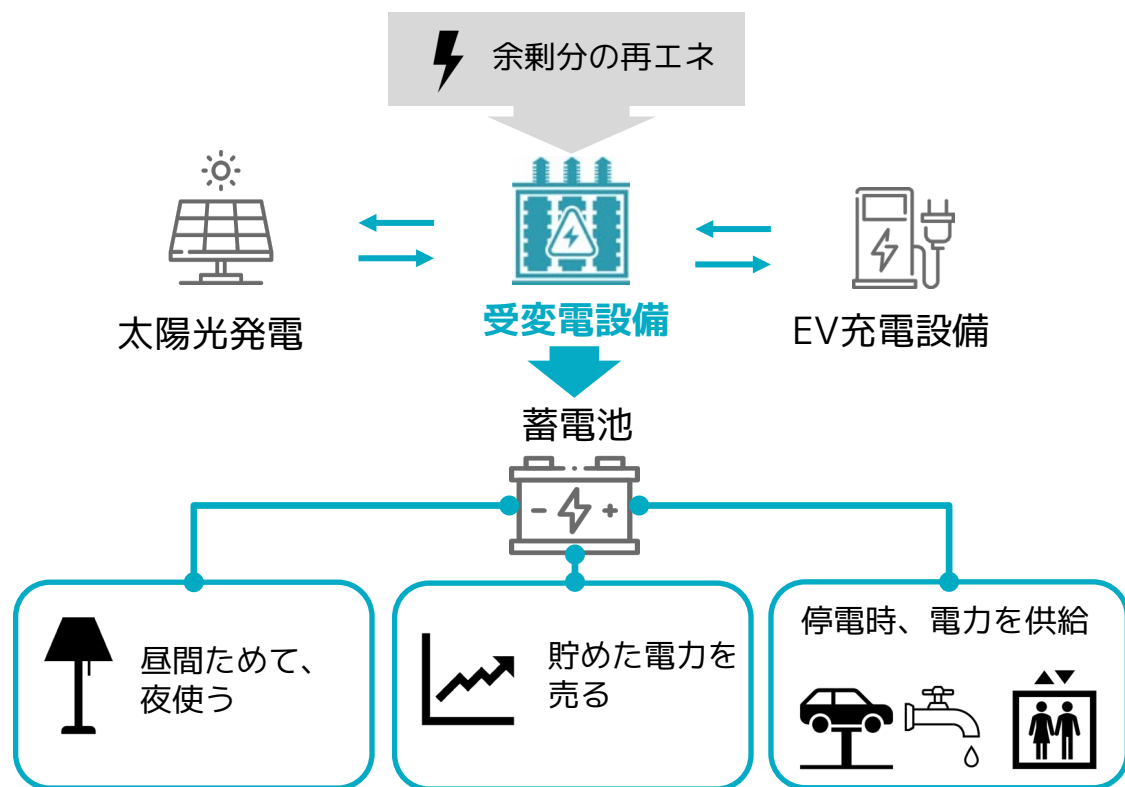 余剰分の再エネ
太陽光発電
受変電設備
EV充電設備
蓄電池
昼間ためて、
夜使う
貯めた電力を
売る
停電時、電力を供給